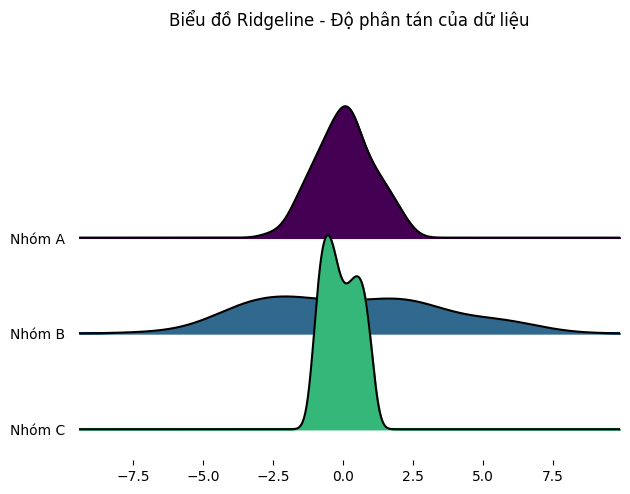 Biểu đồ Ridgeline - Độ phân tán của dữ liệu
Nhóm A
Nhóm B
Nhóm C
−7.5 −5.0 −2.5 0.0 2.5 5.0 7.5